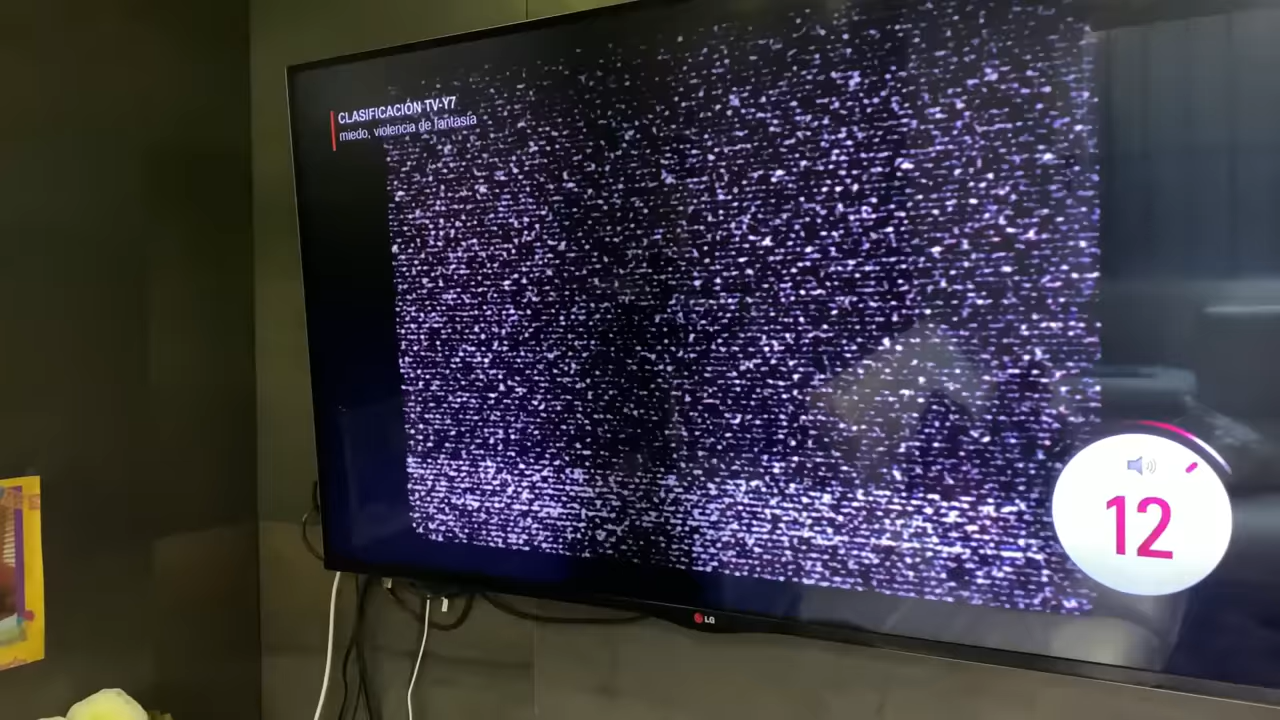 CLASIFICACIÓN TV-Y7
miedo, violencia de fantasía
12
LG